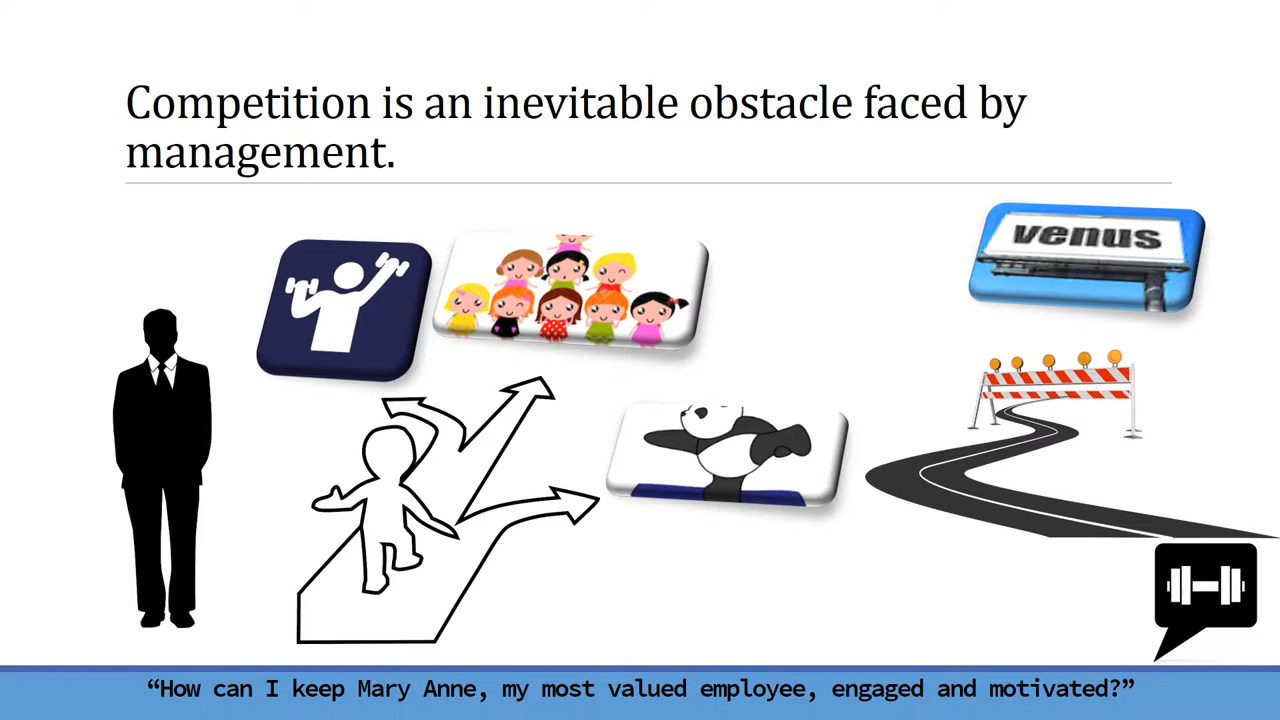 Competition is an inevitable obstacle faced by
management.
venus
“How can I keep Mary Anne, my most valued employee, engaged and motivated?”